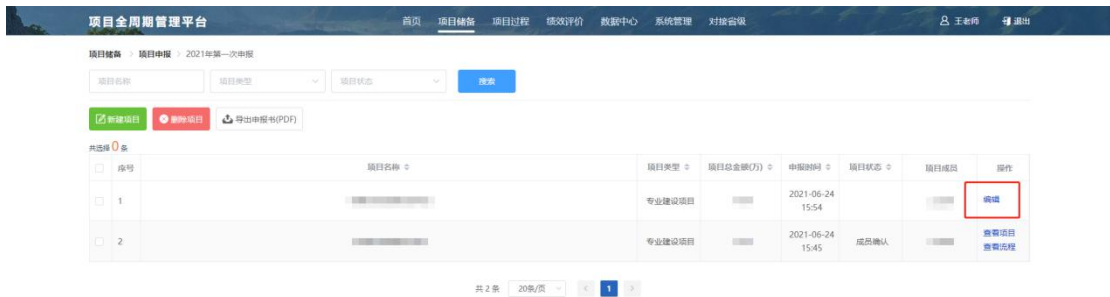 项目全周期管理平台 首页 项目储备 项目过程 绩效评价 数据中心 系统管理 对接省级 王老师 退出
项目储备 > 项目申报 > 2021年第一次申报
项目名称 项目类型 项目状态 搜索
新建项目 删除项目 导出申报书(PDF)
共选择 0 条
序号 项目名称 项目类型 项目总金额(万) 申报时间 项目状态 项目成员 操作
1 专业建设项目 2021-06-24 15:54 编辑
2 专业建设项目 2021-06-24 15:45 成员确认 查看项目 查看流程
共 2 条 20条/页 < 1 >